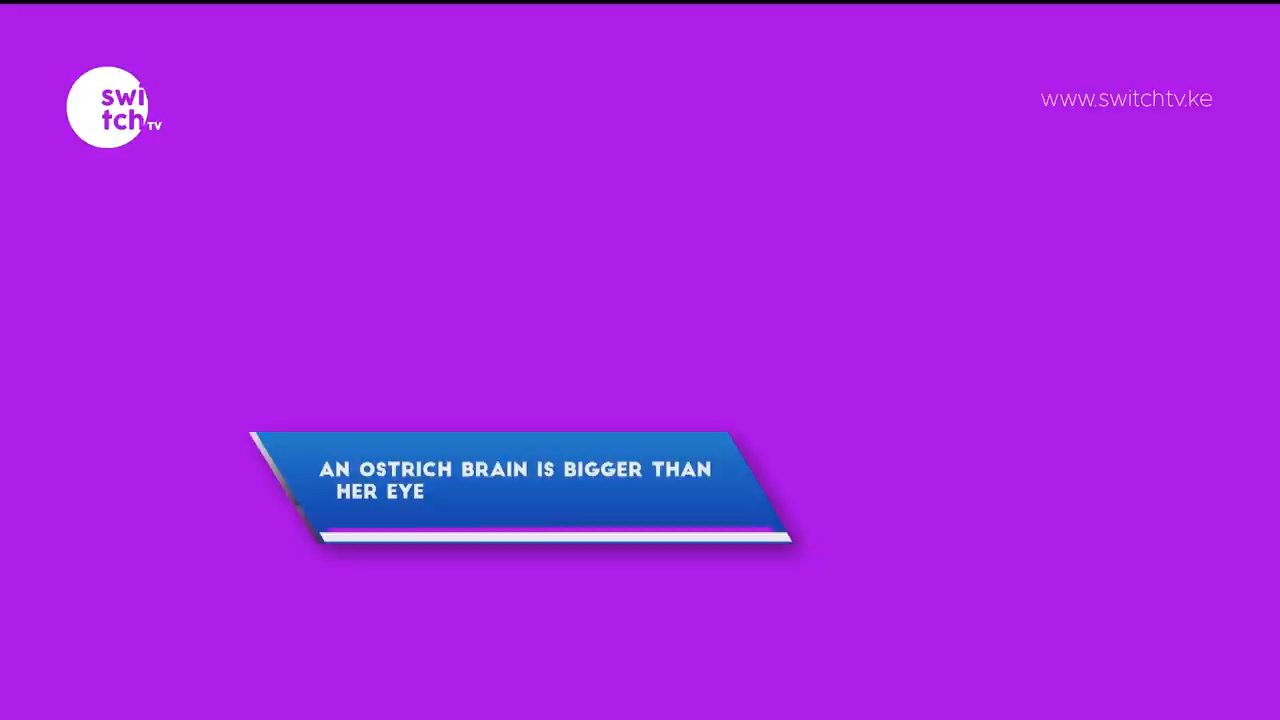 swi
tch TV
www.switchtv.ke
AN OSTRICH BRAIN IS BIGGER THAN
HER EYE